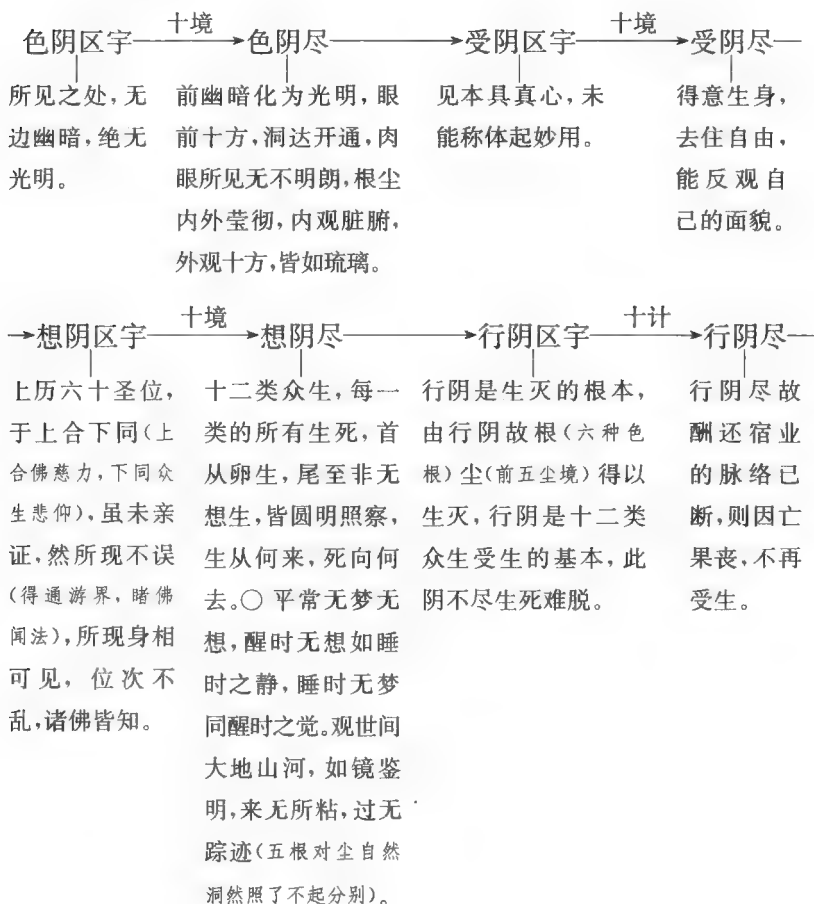 十境
十境
色阴区宇
色阴尽
受阴区宇
受阴尽
所见之处,无
边幽暗,绝无
光明。
前幽暗化为光明,眼
前十方,洞达开通,肉
眼所见无不明朗,根尘
内外莹彻,内观脏腑,
外观十方,皆如琉璃。
见本具真心,未
能称体起妙用。
得意生身,
去住自由,
能反观自
己的面貌。
十境
十计
想阴区宇
想阴尽
行阴区宇
行阴尽
上历六十圣位,
于上合下同(上
合佛慈力,下同众
生悲仰),虽未亲
证,然所现不误
(得通游界,睹佛
闻法),所现身相
可见,位次不
乱,诸佛皆知。
十二类众生,每一
类的所有生死,首
从卵生,尾至非无
想生,皆圆明照察,
生从何来,死向何
去。○平常无梦无
想,醒时无想如睡
时之静,睡时无梦
同醒时之觉。观世间
大地山河,如镜鉴
明,来无所粘,过无
踪迹(五根对尘自然
洞然照了不起分别)。
行阴是生灭的根本,
由行阴故根(六种色
根)尘(前五尘境)得以
生灭,行阴是十二类
众生受生的基本,此
阴不尽生死难脱。
行阴尽故
酬还宿业
的脉络已
断,则因亡
果丧,不再
受生。